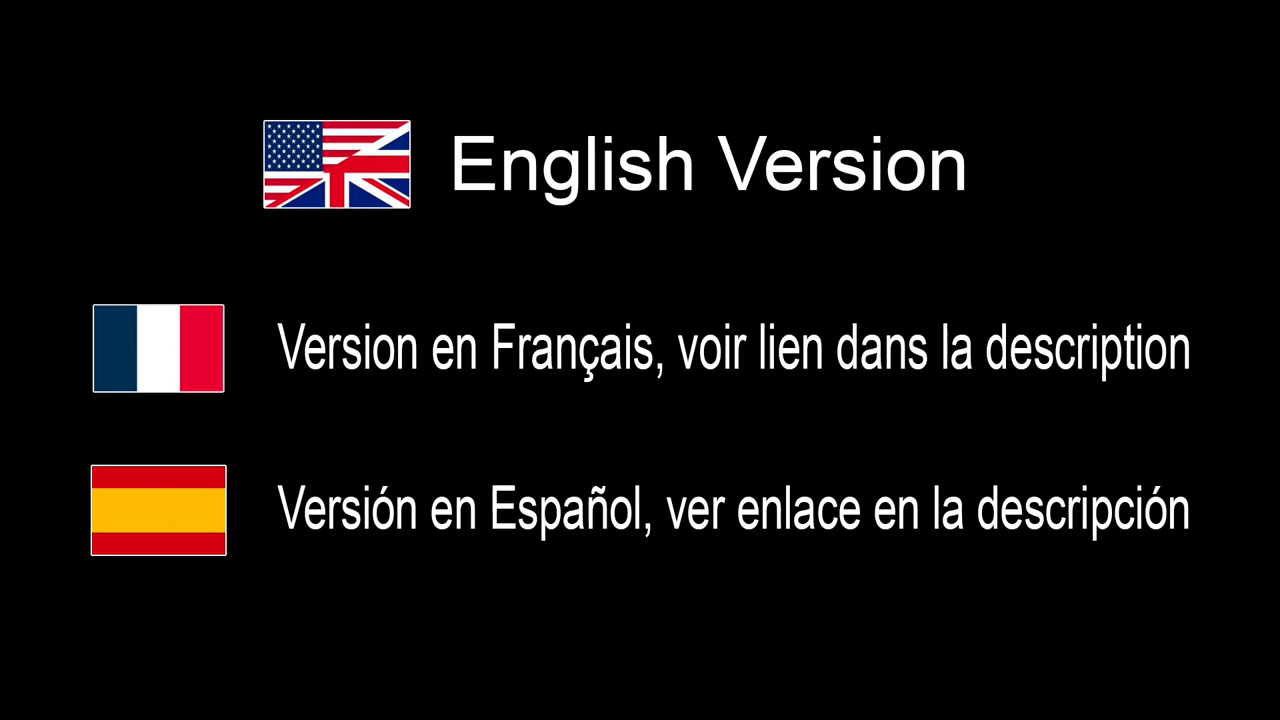 English Version
Version en Français, voir lien dans la description
Versión en Español, ver enlace en la descripción